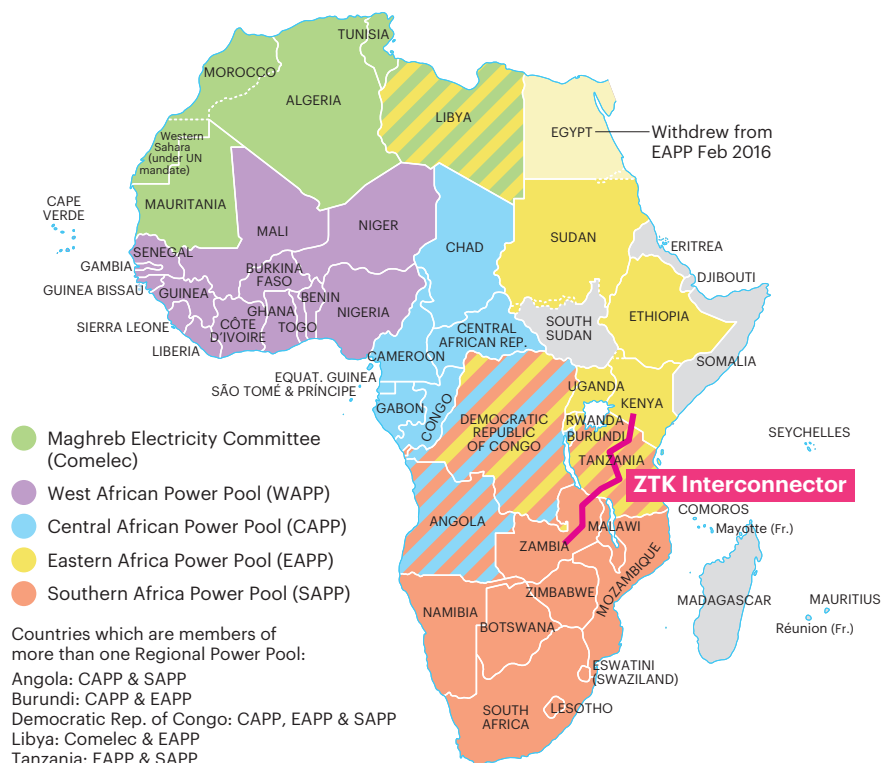 TUNISIA
MOROCCO
ALGERIA
LIBYA
EGYPT
Withdrew from
EAPP Feb 2016
Western
Sahara
(under UN
mandate)
MAURITANIA
CAPE
VERDE
MALI
NIGER
CHAD
SUDAN
ERITREA
DJIBOUTI
SENEGAL
GAMBIA
GUINEA BISSAU
GUINEA
BURKINA
FASO
BENIN
GHANA
TOGO
CÔTE
D'IVOIRE
NIGERIA
SIERRA LEONE
LIBERIA
CENTRAL
AFRICAN REP.
SOUTH
SUDAN
ETHIOPIA
SOMALIA
CAMEROON
EQUAT. GUINEA
SÃO TOMÉ & PRÍNCIPE
GABON
CONGO
DEMOCRATIC
REPUBLIC
OF CONGO
UGANDA
KENYA
RWANDA
BURUNDI
TANZANIA
SEYCHELLES
ZTK Interconnector
COMOROS
Mayotte (Fr.)
ANGOLA
ZAMBIA
MALAWI
MOZAMBIQUE
ZIMBABWE
MADAGASCAR
MAURITIUS
Réunion (Fr.)
NAMIBIA
BOTSWANA
ESWATINI
(SWAZILAND)
LESOTHO
SOUTH
AFRICA
Maghreb Electricity Committee
(Comelec)
West African Power Pool (WAPP)
Central African Power Pool (CAPP)
Eastern Africa Power Pool (EAPP)
Southern Africa Power Pool (SAPP)
Countries which are members of
more than one Regional Power Pool:
Angola: CAPP & SAPP
Burundi: CAPP & EAPP
Democratic Rep. of Congo: CAPP, EAPP & SAPP
Libya: Comelec & EAPP
Tanzania: EAPP & SAPP